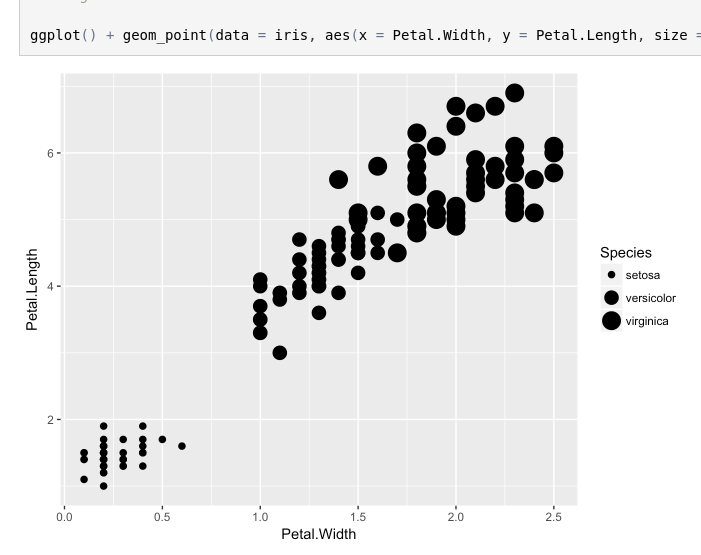 ggplot() + geom_point(data = iris, aes(x = Petal.Width, y = Petal.Length, size =
6
4
2
Petal.Length
0.0 0.5 1.0 1.5 2.0 2.5
Petal.Width
Species
setosa
versicolor
virginica